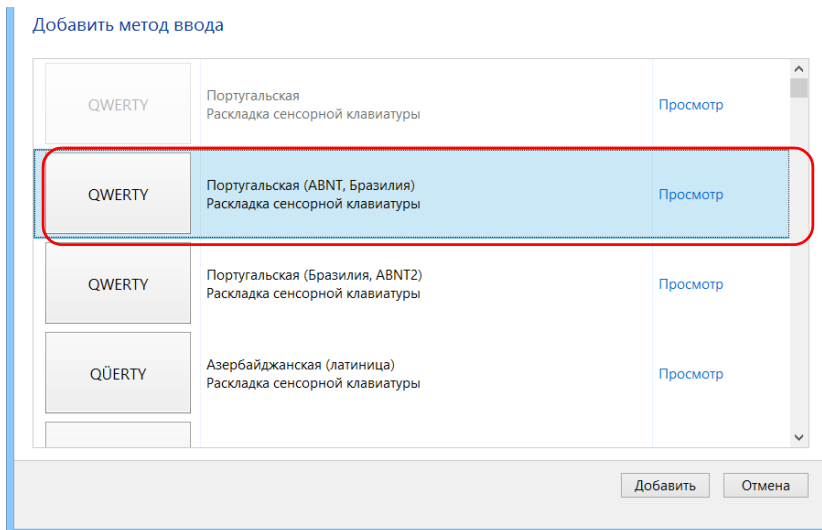 Добавить метод ввода
QWERTY
Португальская
Раскладка сенсорной клавиатуры
Просмотр
QWERTY
Португальская (ABNT, Бразилия)
Раскладка сенсорной клавиатуры
Просмотр
QWERTY
Португальская (Бразилия, ABNT2)
Раскладка сенсорной клавиатуры
Просмотр
QÜERTY
Азербайджанская (латиница)
Раскладка сенсорной клавиатуры
Просмотр
Добавить
Отмена